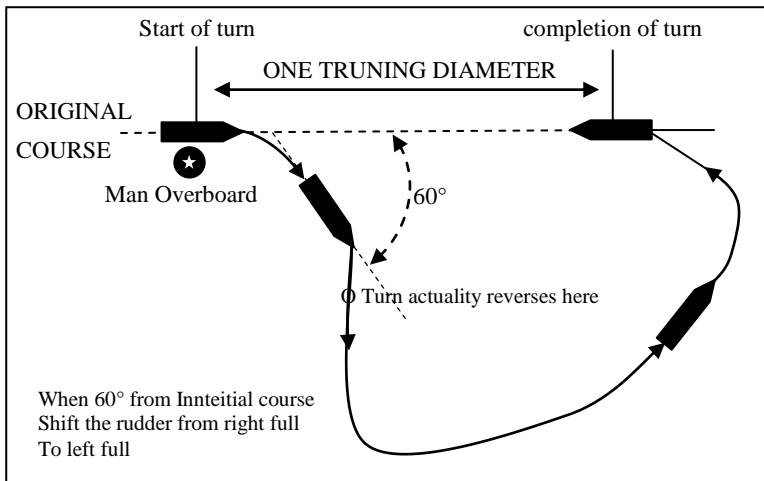 Start of turn
completion of turn
ONE TRUNING DIAMETER
ORIGINAL
COURSE
Man Overboard
60°
O Turn actuality reverses here
When 60° from Innteitial course
Shift the rudder from right full
To left full